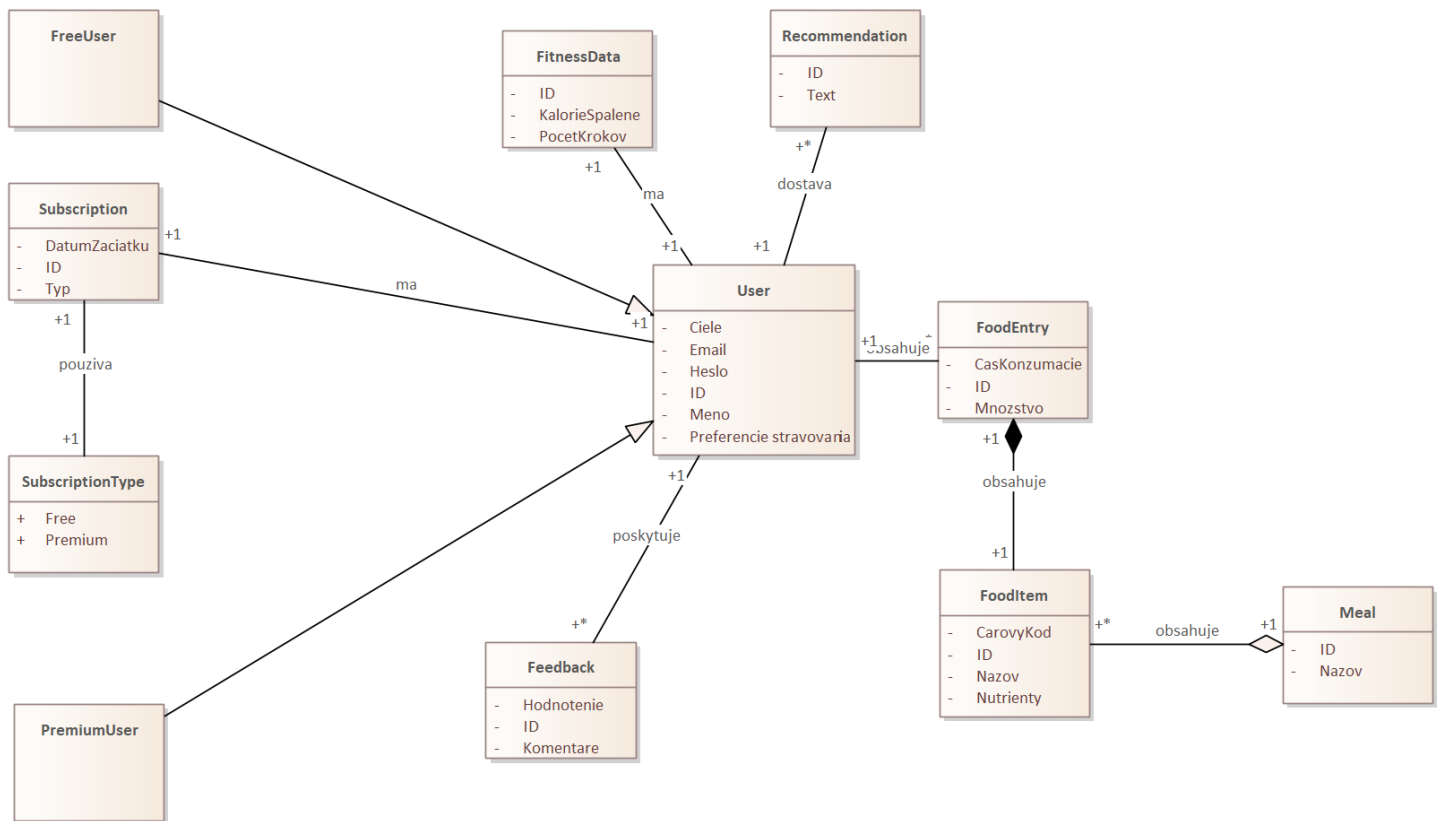 FreeUser
FitnessData
- ID
- KalorieSpalene
- PocetKrokov
Recommendation
- ID
- Text
+1
ma
+1
+*
dostava
+1
Subscription
- DatumZaciatku
- ID
- Typ
+1
ma
+1
User
- Ciele
- Email
- Heslo
- ID
- Meno
- Preferencie stravovania
+1
obsahuje
FoodEntry
- CasKonzumacie
- ID
- Mnozstvo
+1
pouziva
+1
SubscriptionType
+ Free
+ Premium
+1
obsahuje
+1
+1
poskytuje
+*
FoodItem
- CarovyKod
- ID
- Nazov
- Nutrienty
+*
obsahuje
+1
Meal
- ID
- Nazov
Feedback
- Hodnotenie
- ID
- Komentare
PremiumUser